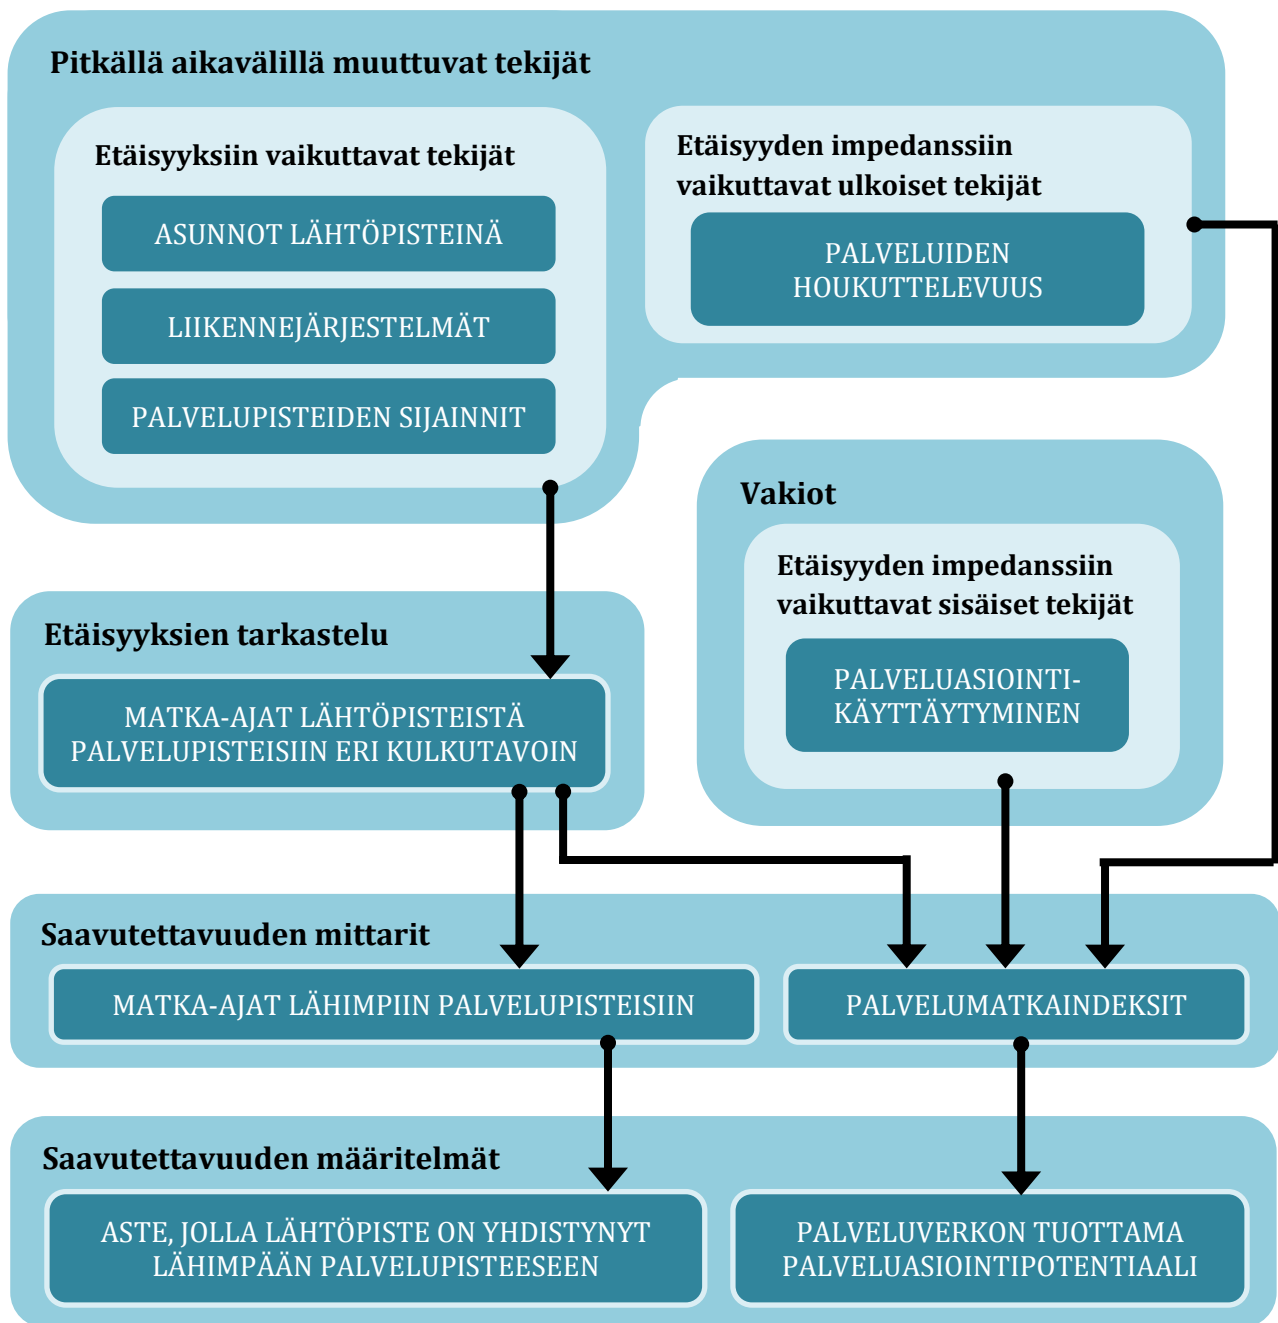 Pitkällä aikavälillä muuttuvat tekijät
Etäisyyksiin vaikuttavat tekijät
ASUNNOT LÄHTÖPISTEINÄ
LIIKENNEJÄRJESTELMÄT
PALVELUPISTEIDEN SIJAINNIT
Etäisyyden impedanssiin
vaikuttavat ulkoiset tekijät
PALVELUIDEN
HOUKUTTELEVUUS
Vakiot
Etäisyyden impedanssiin
vaikuttavat sisäiset tekijät
PALVELUASIOINTI-
KÄYTTÄYTYMINEN
Etäisyyksien tarkastelu
MATKA-AJAT LÄHTÖPISTEISTÄ
PALVELUPISTEISIIN ERI KULKUTAVOIN
Saavutettavuuden mittarit
MATKA-AJAT LÄHIMPIIN PALVELUPISTEISIIN
PALVELUMATKAINDEKSIT
Saavutettavuuden määritelmät
ASTE, JOLLA LÄHTÖPISTE ON YHDISTYNYT
LÄHIMPÄÄN PALVELUPISTEESEEN
PALVELUVERKON TUOTTAMA
PALVELUASIOINTIPOTENTIAALI